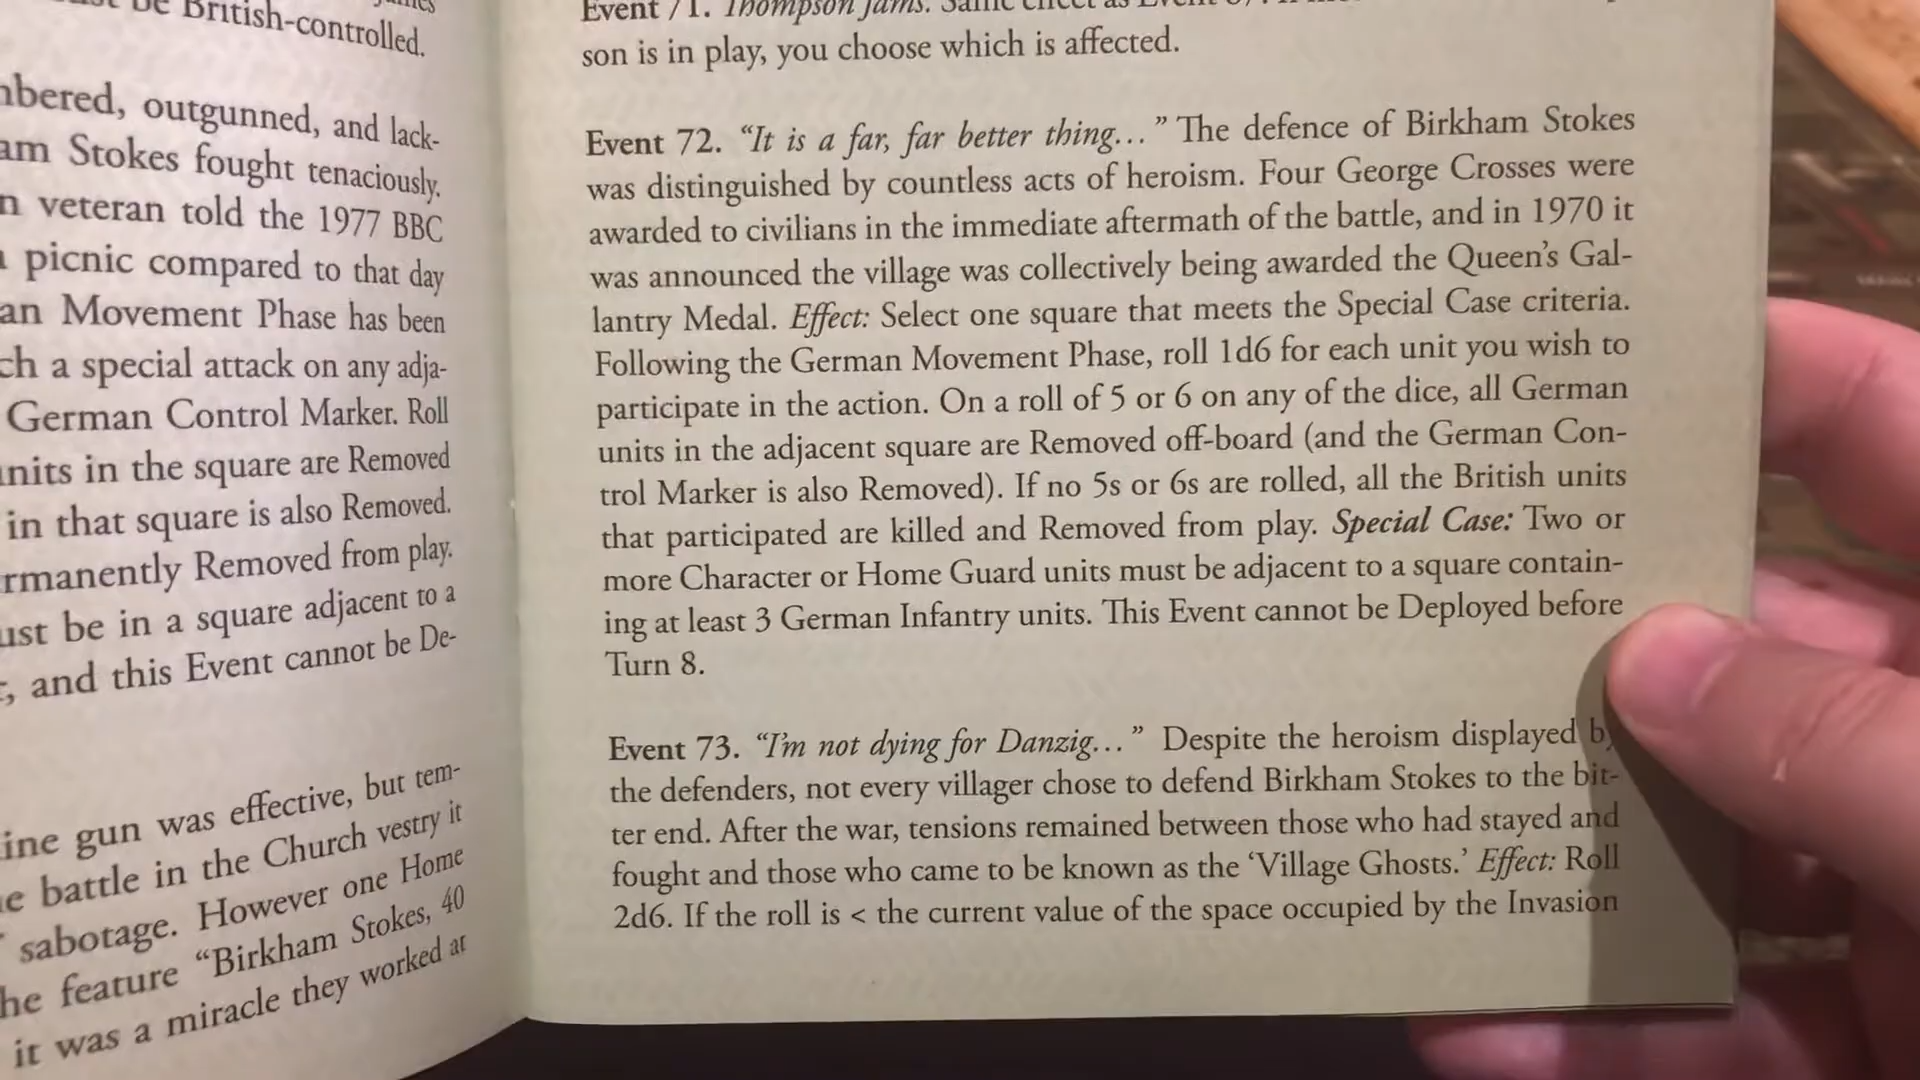 British-controlled.
outgunned, and lack-
Stokes fought tenaciously.
veteran told the 1977 BBC
picnic compared to that day
Movement Phase has been
a special attack on any adja-
German Control Marker. Roll
in the square are Removed
in that square is also Removed.
Removed from play.
be in a square adjacent to a
and this Event cannot be De-
gun was effective, but tem-
battle in the Church vestry it
sabotage. However one Home
feature “Birkham Stokes, 40
it was a miracle they worked at
Event 71. Thompson jams.
son is in play, you choose which is affected.
Event 72. “It is a far, far better thing…” The defence of Birkham Stokes
was distinguished by countless acts of heroism. Four George Crosses were
awarded to civilians in the immediate aftermath of the battle, and in 1970 it
was announced the village was collectively being awarded the Queen’s Gal-
lantry Medal. Effect: Select one square that meets the Special Case criteria.
Following the German Movement Phase, roll 1d6 for each unit you wish to
participate in the action. On a roll of 5 or 6 on any of the dice, all German
units in the adjacent square are Removed off-board (and the German Con-
trol Marker is also Removed). If no 5s or 6s are rolled, all the British units
that participated are killed and Removed from play. Special Case: Two or
more Character or Home Guard units must be adjacent to a square contain-
ing at least 3 German Infantry units. This Event cannot be Deployed before
Turn 8.
Event 73. “I’m not dying for Danzig…” Despite the heroism displayed by
the defenders, not every villager chose to defend Birkham Stokes to the bit-
ter end. After the war, tensions remained between those who had stayed and
fought and those who came to be known as the ‘Village Ghosts.’ Effect: Roll
2d6. If the roll is < the current value of the space occupied by the Invasion